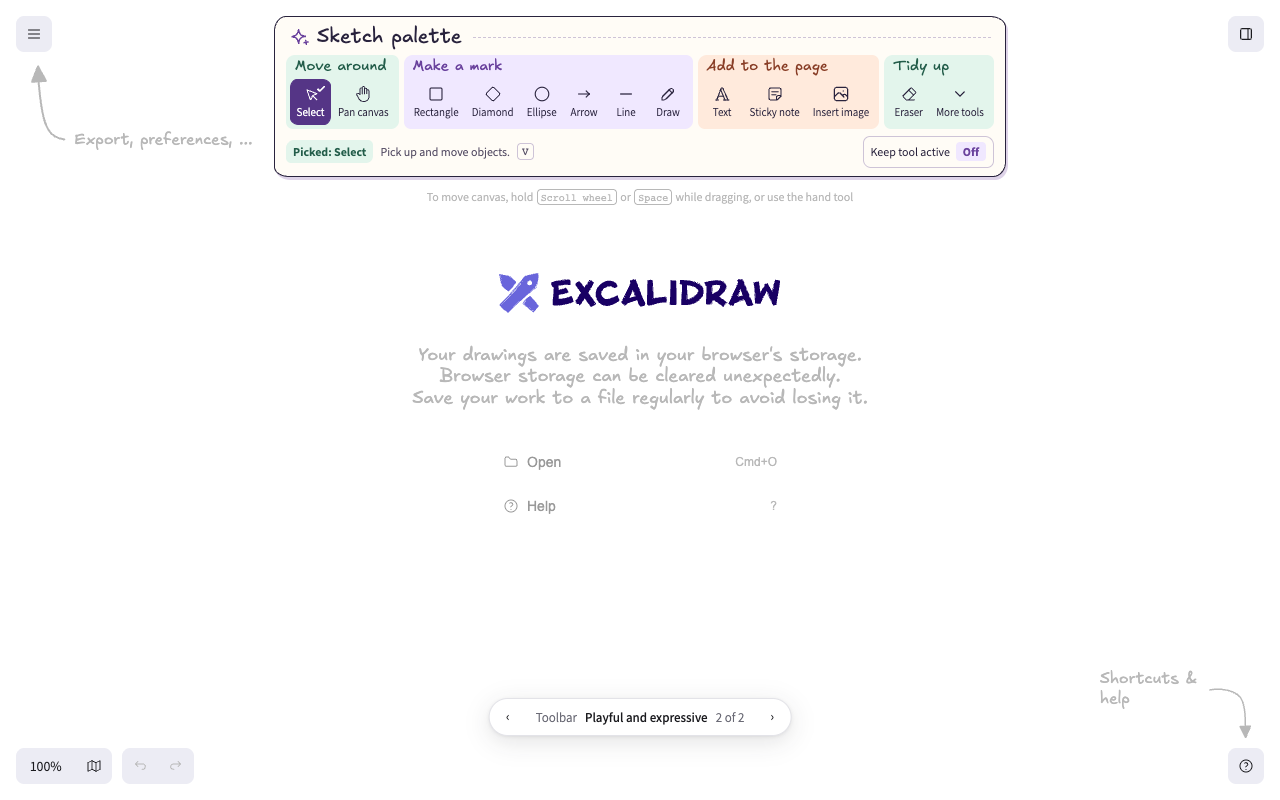 Sketch palette
Move around
Select
Pan canvas
Make a mark
Rectangle
Diamond
Ellipse
Arrow
Line
Draw
Add to the page
Text
Sticky note
Insert image
Tidy up
Eraser
More tools
Picked: Select
Pick up and move objects.
V
Keep tool active
Off
Export, preferences, ...
To move canvas, hold Scroll wheel or Space while dragging, or use the hand tool
EXCALIDRAW
Your drawings are saved in your browser's storage.
Browser storage can be cleared unexpectedly.
Save your work to a file regularly to avoid losing it.
Open Cmd+O
Help ?
Shortcuts &
help
‹ Toolbar Playful and expressive 2 of 2 ›
100%